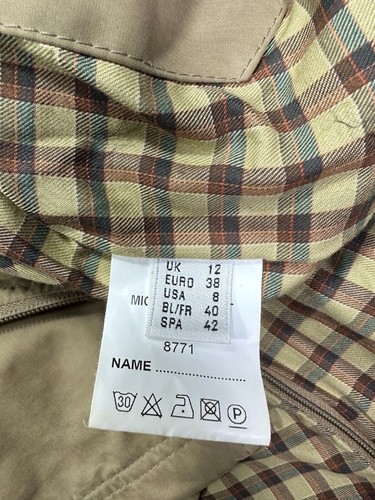 UK 12
EURO 38
USA 8
BL/FR 40
SPA 42
8771
NAME ........................
30
P